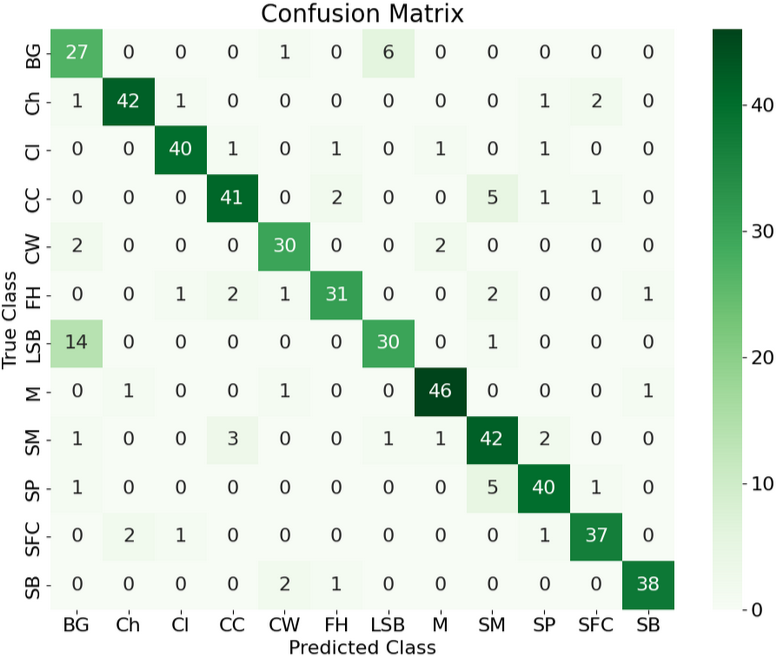 Confusion Matrix
BG 27 0 0 0 1 0 6 0 0 0 0 0
Ch 1 42 1 0 0 0 0 0 0 1 2 0
CI 0 0 40 1 0 1 0 1 0 1 0 0
CC 0 0 0 41 0 2 0 0 5 1 1 0
CW 2 0 0 0 30 0 0 2 0 0 0 0
FH 0 0 1 2 1 31 0 0 2 0 0 1
LSB 14 0 0 0 0 0 30 0 1 0 0 0
M 0 1 0 0 1 0 0 46 0 0 0 1
SM 1 0 0 3 0 0 1 1 42 2 0 0
SP 1 0 0 0 0 0 0 0 5 40 1 0
SFC 0 2 1 0 0 0 0 0 0 1 37 0
SB 0 0 0 0 2 1 0 0 0 0 0 38
BG Ch CI CC CW FH LSB M SM SP SFC SB
Predicted Class
True Class
40
30
20
10
0